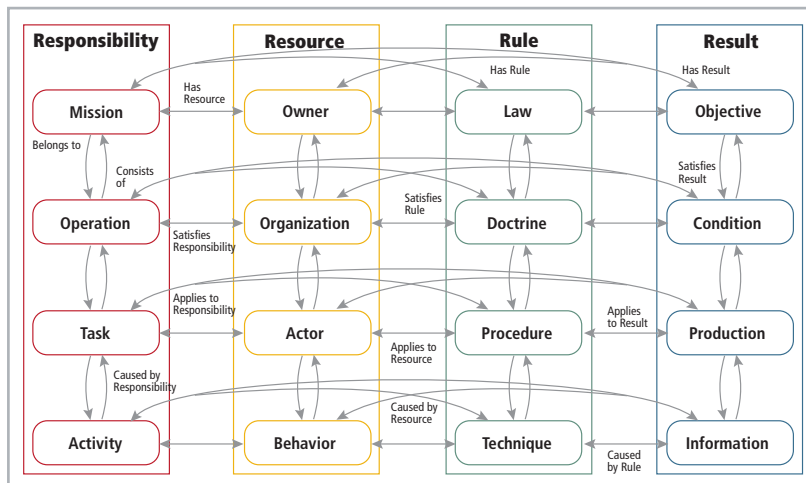 Responsibility
Resource
Rule
Result
Has Rule
Has Result
Has
Resource
Mission
Owner
Law
Objective
Belongs to
Consists
of
Satisfies
Result
Satisfies
Rule
Operation
Organization
Doctrine
Condition
Satisfies
Responsibility
Applies to
Responsibility
Applies
to Result
Task
Actor
Procedure
Production
Applies to
Resource
Caused by
Responsibility
Caused by
Resource
Activity
Behavior
Technique
Information
Caused
by Rule